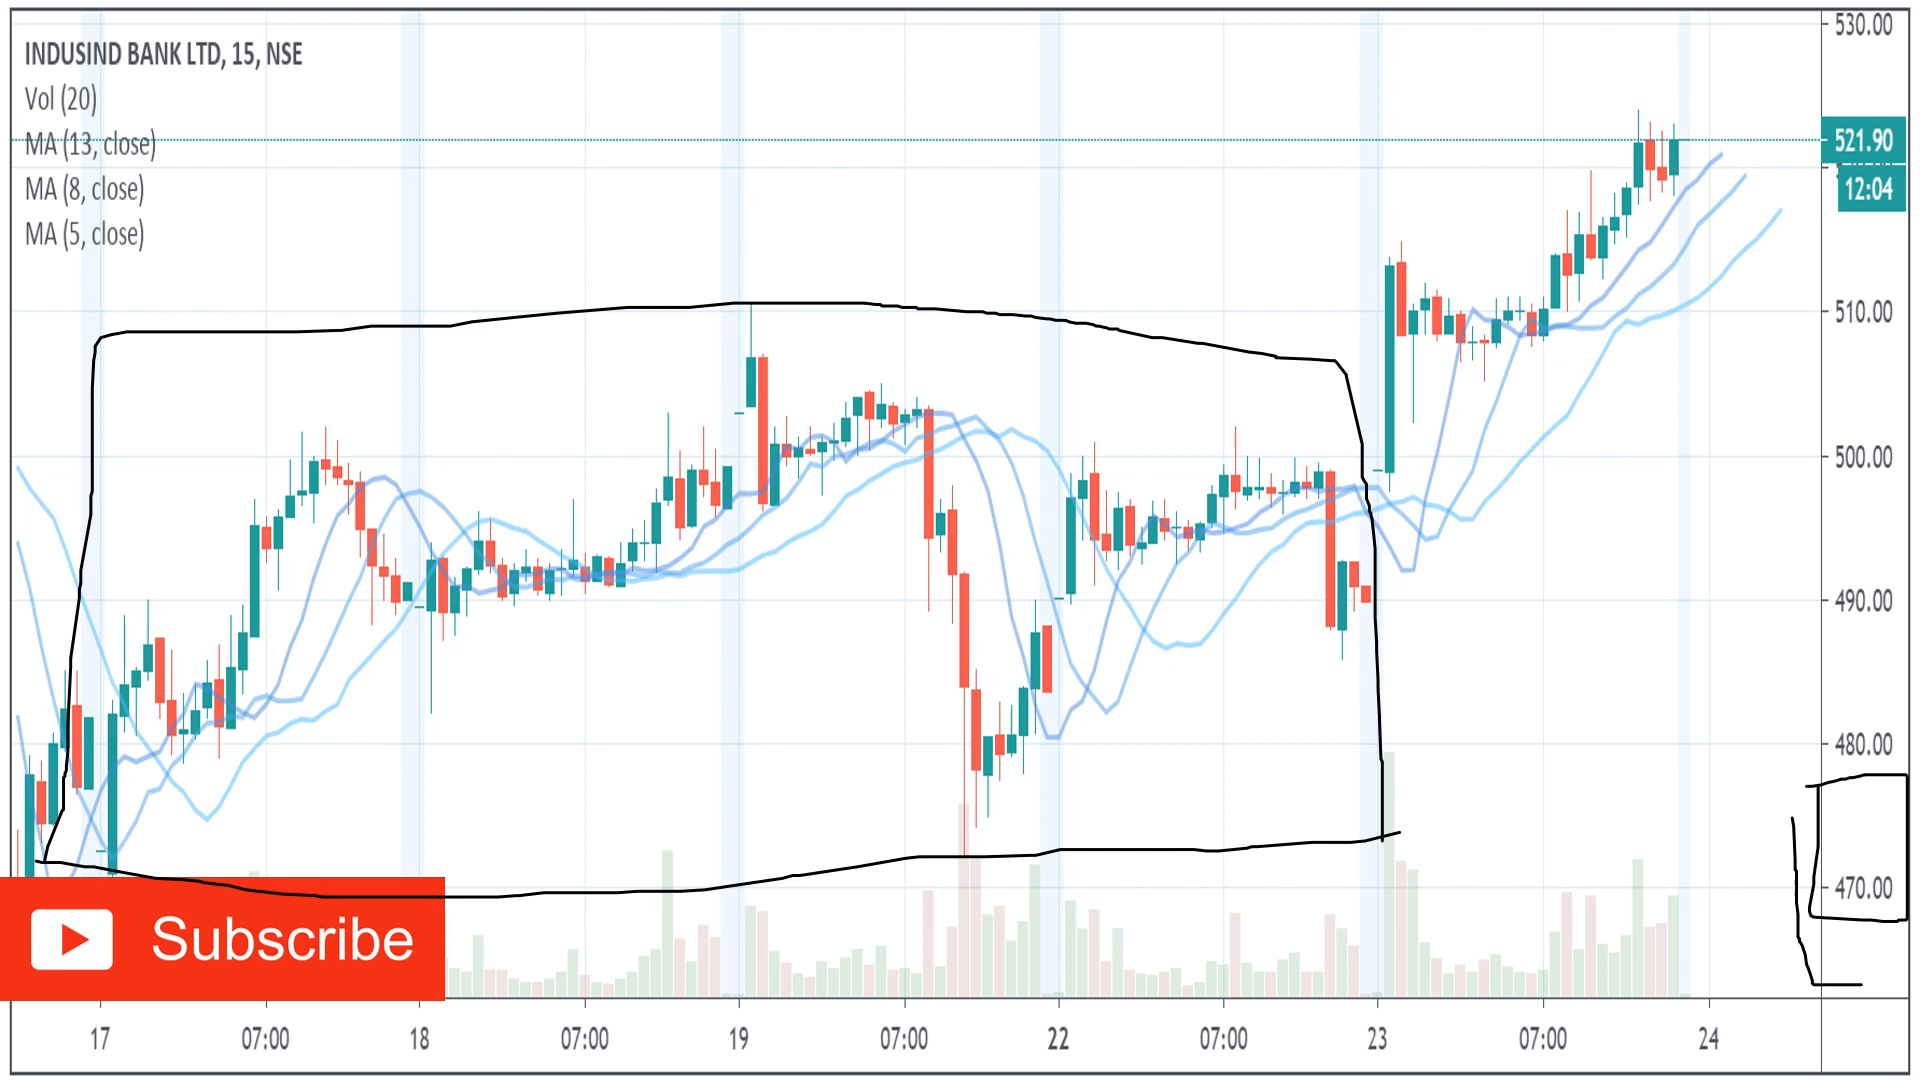 INDUSIND BANK LTD, 15, NSE
Vol (20)
MA (13, close)
MA (8, close)
MA (5, close)
530.00
521.90
12:04
510.00
500.00
490.00
480.00
470.00
Subscribe
17 07:00 18 07:00 19 07:00 22 07:00 23 07:00 24